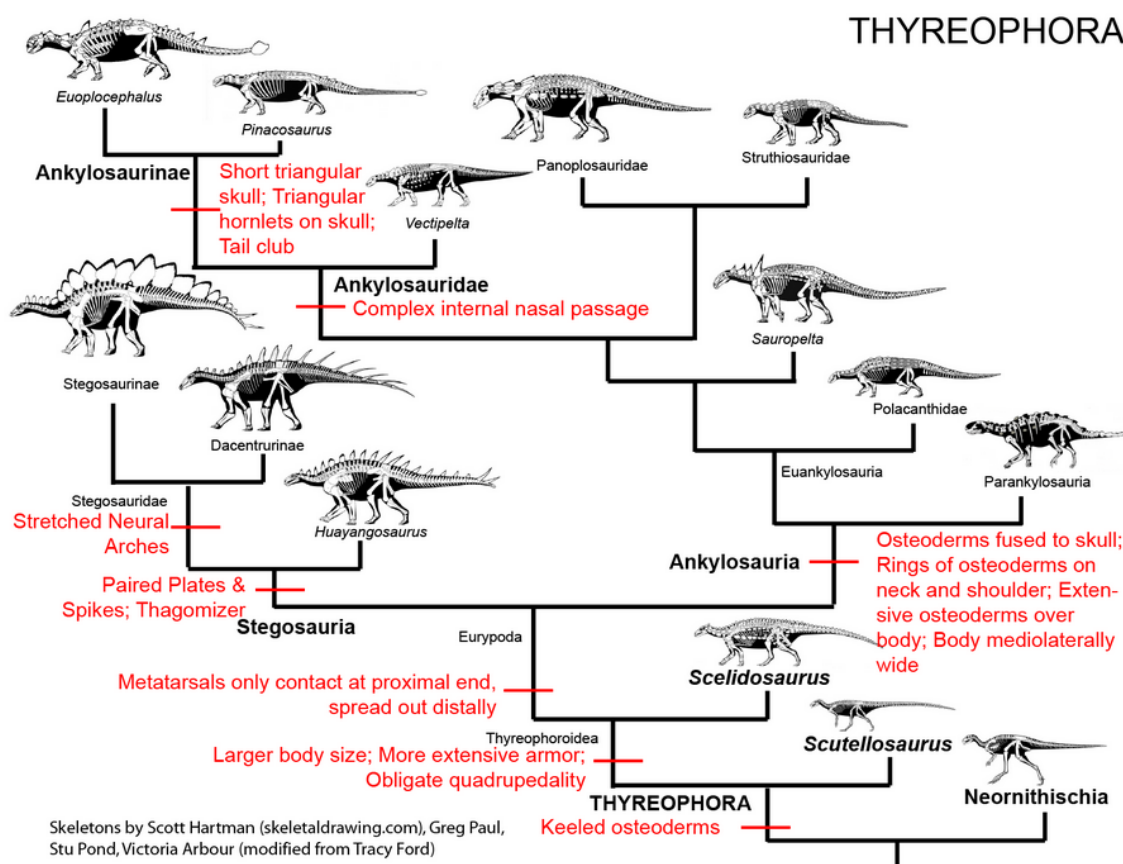 THYREOPHORA
Euoplocephalus
Pinacosaurus
Panoplosauridae
Struthiosauridae
Ankylosaurinae
Short triangular
skull; Triangular
hornlets on skull;
Tail club
Vectipelta
Ankylosauridae
Complex internal nasal passage
Sauropelta
Stegosaurinae
Dacentrurinae
Polacanthidae
Euankylosauria
Parankylosauria
Stegosauridae
Stretched Neural
Arches
Huayangosaurus
Ankylosauria
Osteoderms fused to skull;
Rings of osteoderms on
neck and shoulder; Exten-
sive osteoderms over
body; Body mediolaterally
wide
Paired Plates &
Spikes; Thagomizer
Stegosauria
Eurypoda
Scelidosaurus
Metatarsals only contact at proximal end,
spread out distally
Thyreophoroidea
Scutellosaurus
Larger body size; More extensive armor;
Obligate quadrupedality
THYREOPHORA
Neornithischia
Keeled osteoderms
Skeletons by Scott Hartman (skeletaldrawing.com), Greg Paul,
Stu Pond, Victoria Arbour (modified from Tracy Ford)